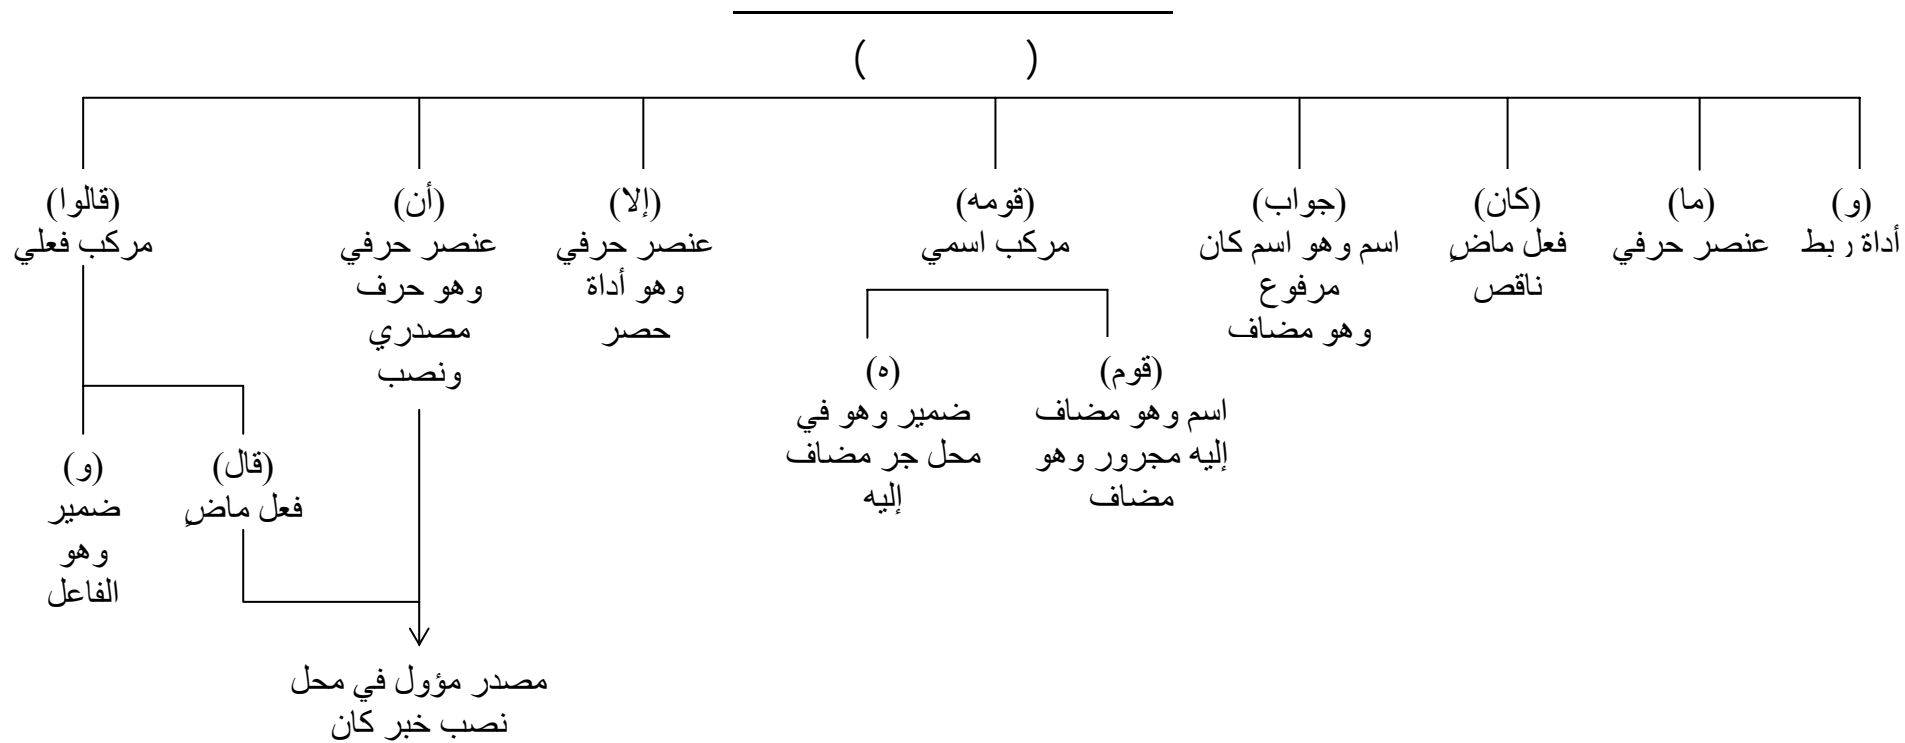 (          )
(و)
أداة ربط
(ما)
عنصر حرفي
(كان)
فعل ماضٍ
ناقص
(جواب)
اسم وهو اسم كان
مرفوع
وهو مضاف
(قومه)
مركب اسمي
(قوم)
اسم وهو مضاف
إليه مجرور وهو
مضاف
(ه)
ضمير وهو في
محل جر مضاف
إليه
(إلا)
عنصر حرفي
وهو أداة
حصر
(أن)
عنصر حرفي
وهو حرف
مصدري
ونصب
(قالوا)
مركب فعلي
(قال)
فعل ماضٍ
(و)
ضمير
وهو
الفاعل
مصدر مؤول في محل
نصب خبر كان